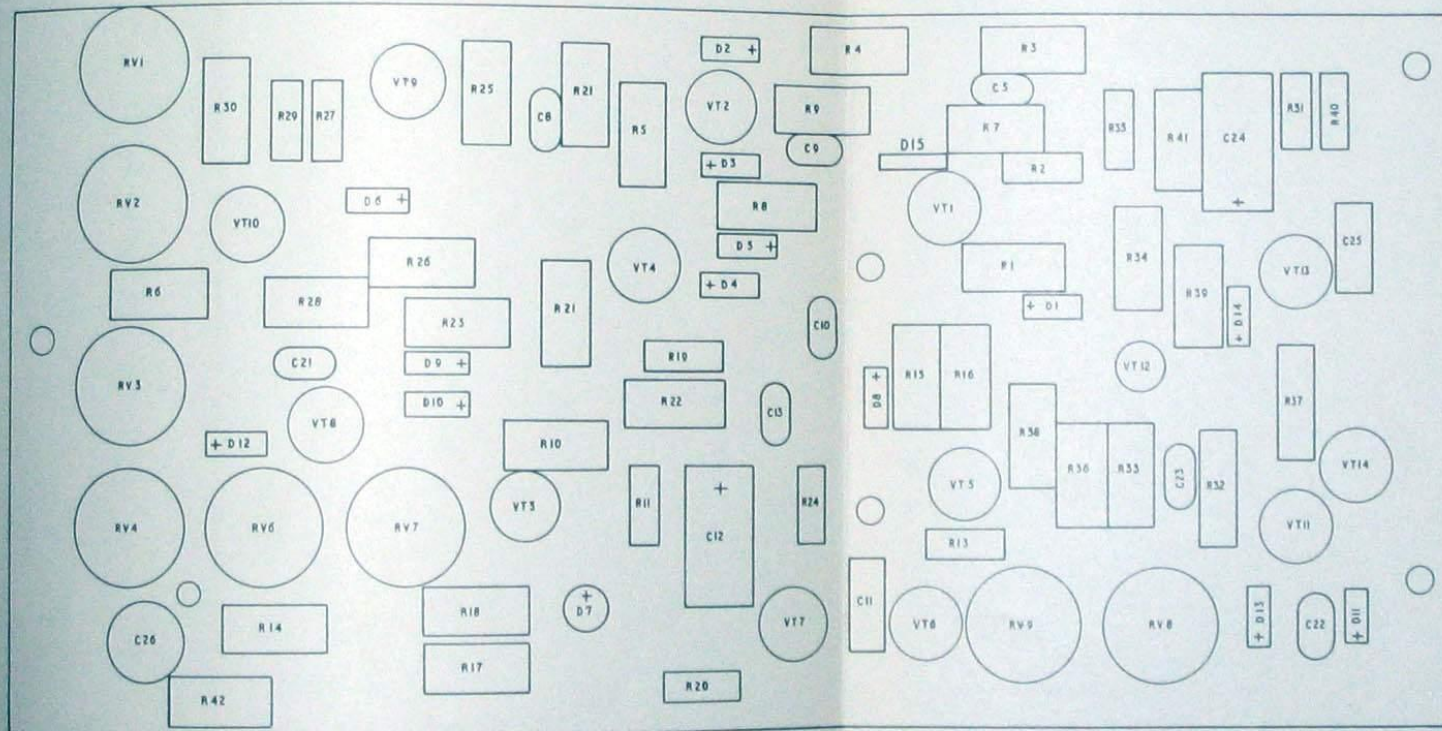 RV1
R30
R29
R27
VT9
R25
C8
R21
R5
D2 +
VT2
R4
R9
C9
R3
C5
R7
D15
R2
R33
R41
C24
+
R31
R40
RV2
VT10
D6 +
+ D3
R8
D5 +
+ D4
VT4
VT1
R1
+ D1
R34
R39
+ D14
VT13
C25
R6
R28
R26
R23
R21
C10
RV3
C21
D9 +
D10 +
R19
R22
C13
D8 +
R15
R16
VT12
R37
VT8
+ D12
R10
R38
R36
R35
C23
R32
VT14
RV4
RV6
RV7
VT3
R11
+
C12
R24
VT5
R13
VT11
C26
R14
R18
+
D7
VT7
C11
VT6
RV9
RV8
+ D13
C22
+ D11
R17
R42
R20